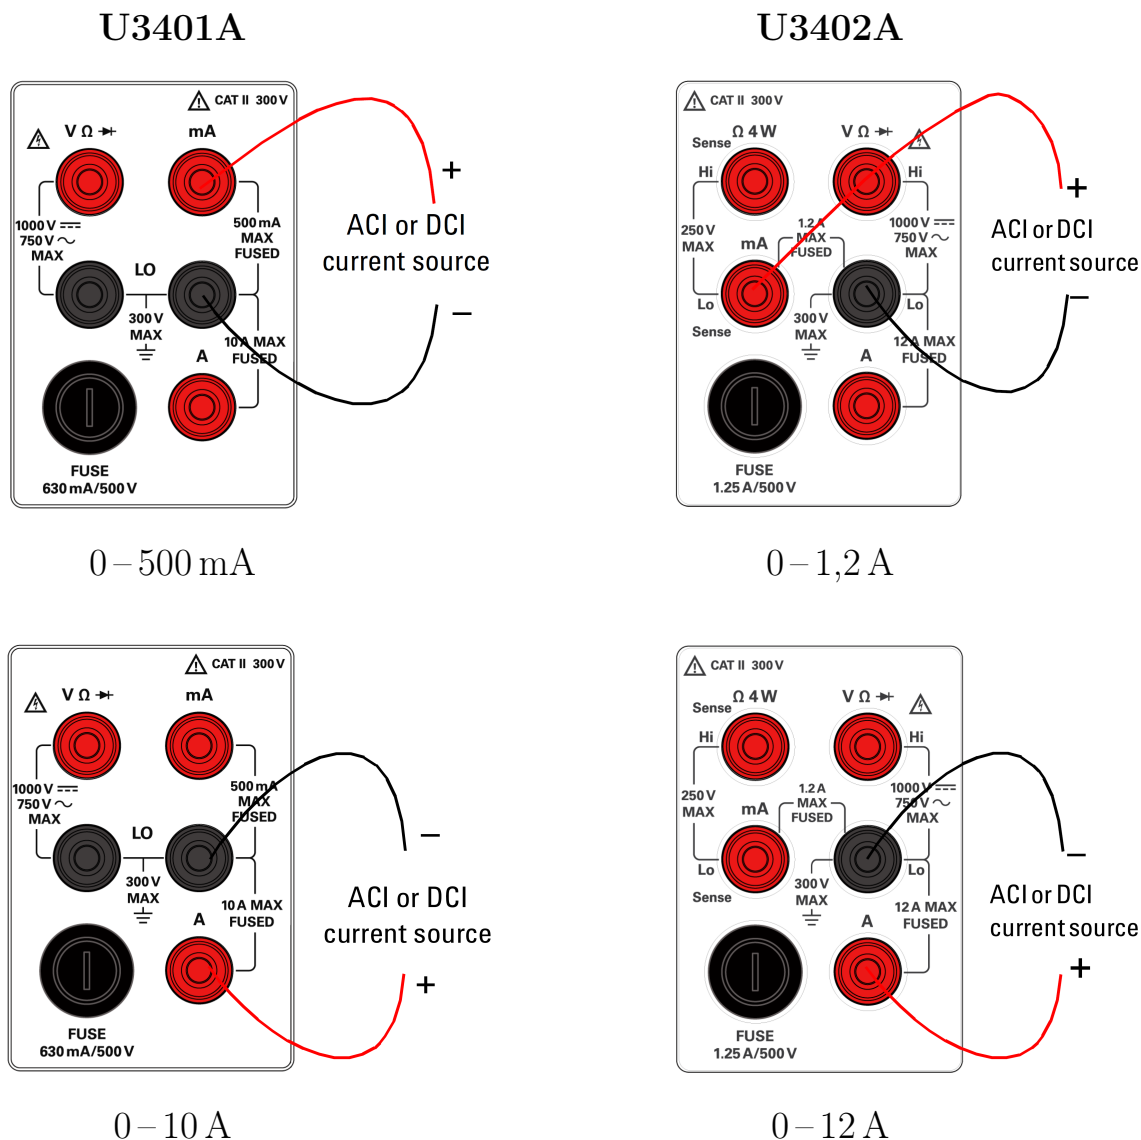 U3401A
CAT II 300 V
V Ω
mA
1000 V
750 V
MAX
500 mA
MAX
FUSED
LO
300 V
MAX
10 A MAX
FUSED
A
FUSE
630 mA/500 V
+
ACI or DCI
current source
–
0 – 500 mA
U3402A
CAT II 300 V
Ω 4 W
Sense
V Ω
Hi
Hi
250 V
MAX
1.2 A
MAX
FUSED
1000 V
750 V
MAX
mA
Lo
Sense
300 V
MAX
Lo
12 A MAX
FUSED
A
FUSE
1.25 A/500 V
+
ACI or DCI
current source
–
0 – 1,2 A
CAT II 300 V
V Ω
mA
1000 V
750 V
MAX
500 mA
MAX
FUSED
LO
300 V
MAX
10 A MAX
FUSED
A
FUSE
630 mA/500 V
–
ACI or DCI
current source
+
0 – 10 A
CAT II 300 V
Ω 4 W
Sense
V Ω
Hi
Hi
250 V
MAX
1.2 A
MAX
FUSED
1000 V
750 V
MAX
mA
Lo
Sense
300 V
MAX
Lo
12 A MAX
FUSED
A
FUSE
1.25 A/500 V
–
ACI or DCI
current source
+
0 – 12 A